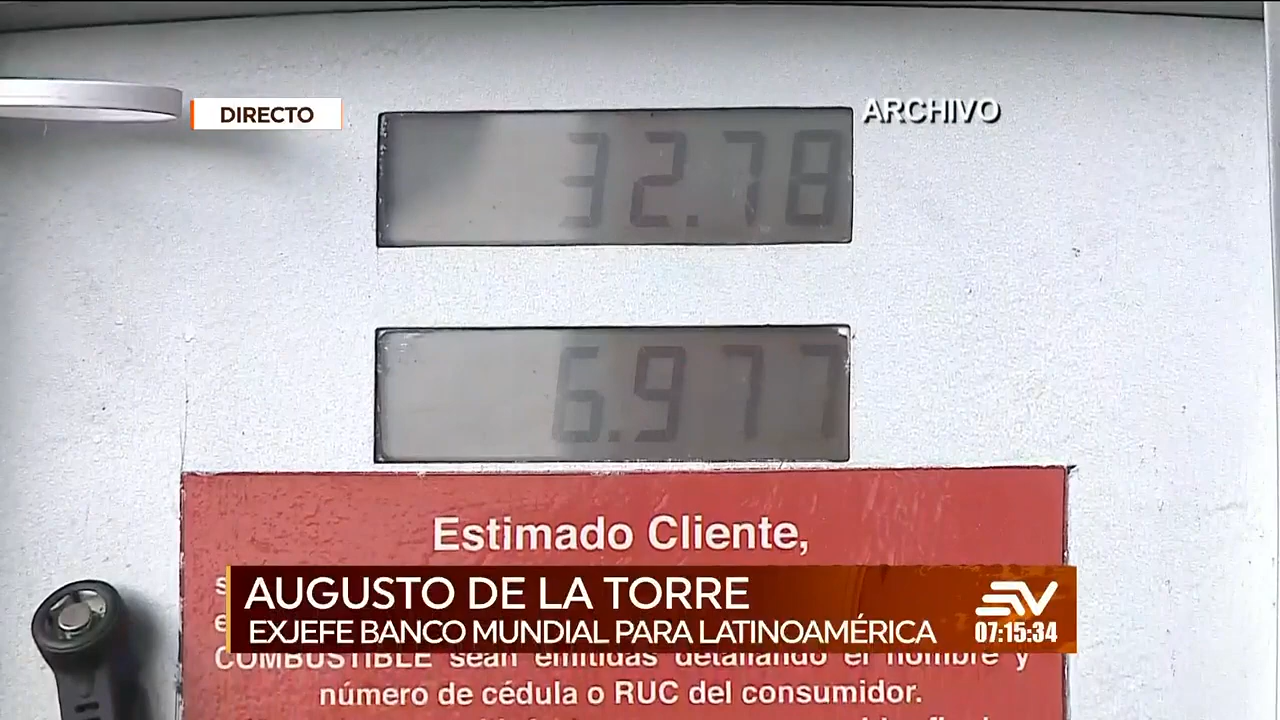 DIRECTO
ARCHIVO
32.78
6.977
Estimado Cliente,
AUGUSTO DE LA TORRE
EXJEFE BANCO MUNDIAL PARA LATINOAMÉRICA
07:15:34
COMBUSTIBLE sean emitidas detallando el nombre y
número de cédula o RUC del consumidor.